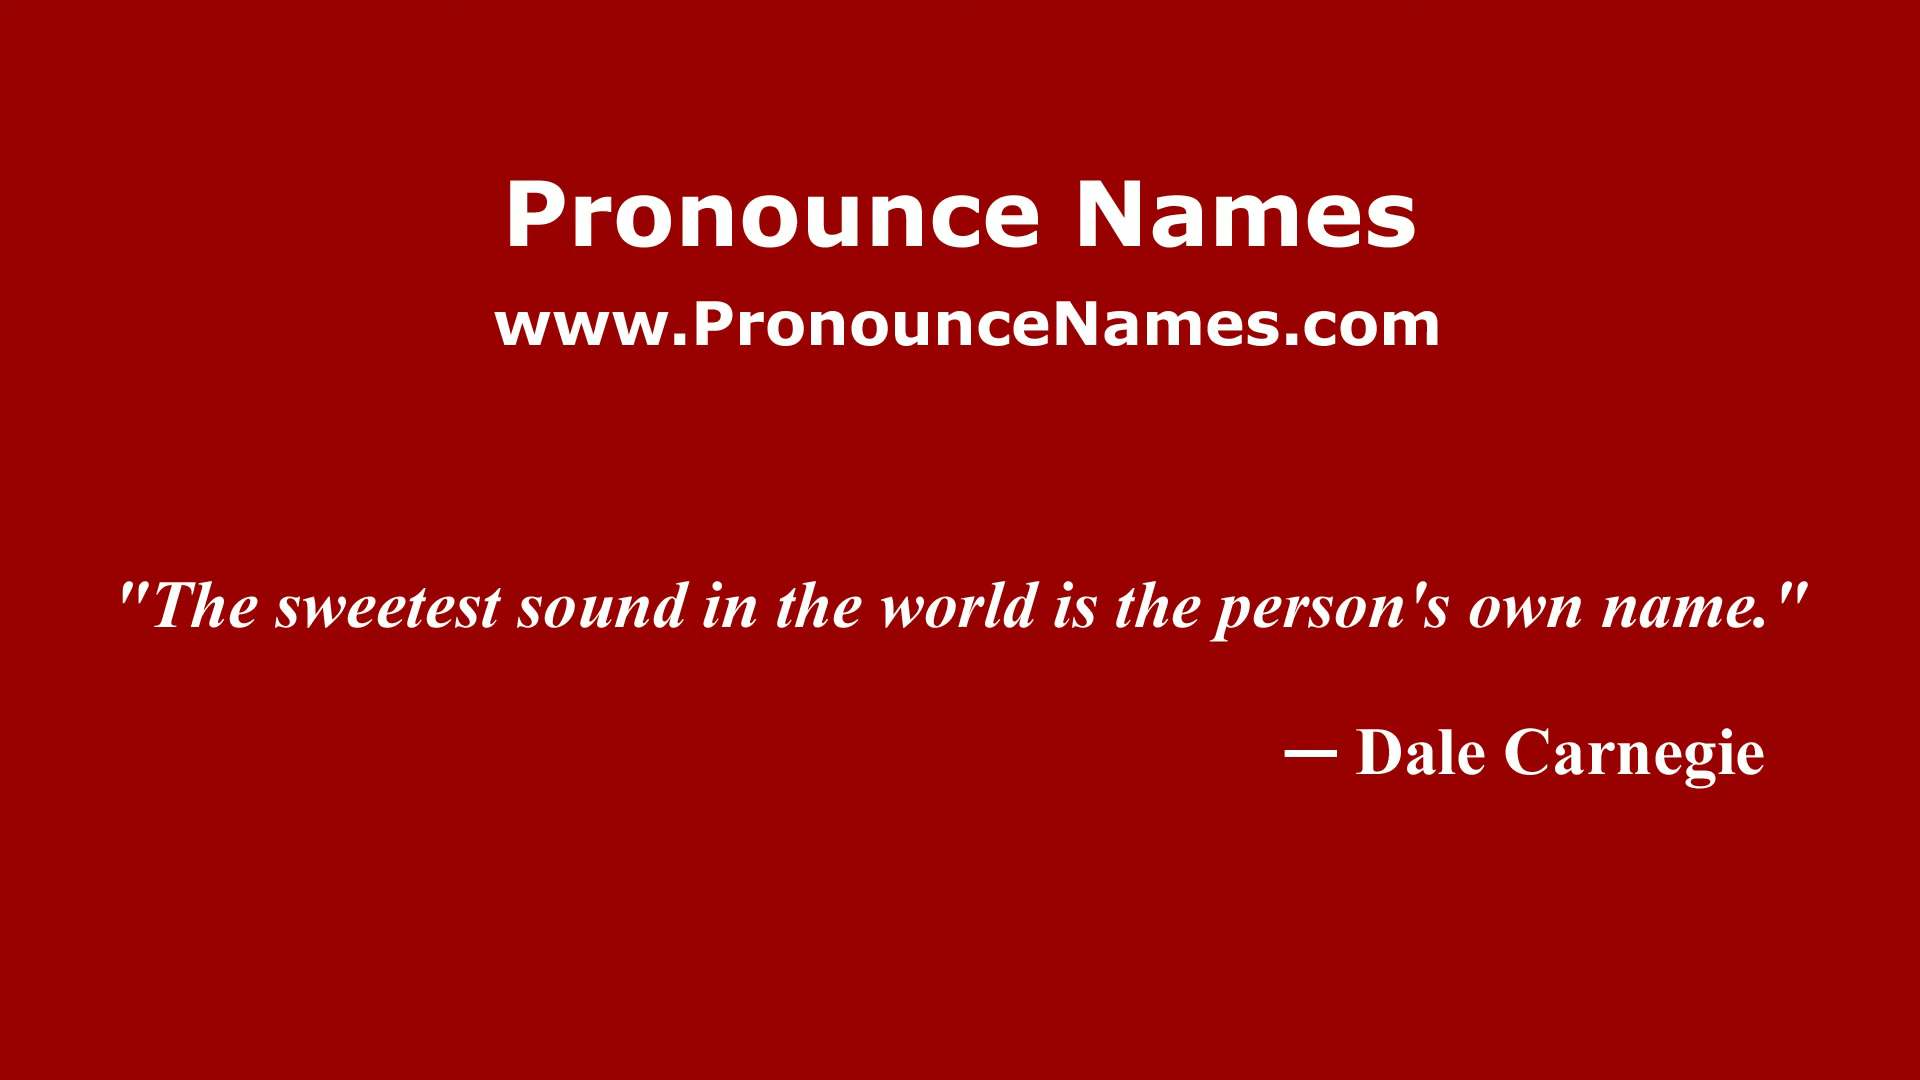 Pronounce Names
www.PronounceNames.com
"The sweetest sound in the world is the person's own name."
— Dale Carnegie